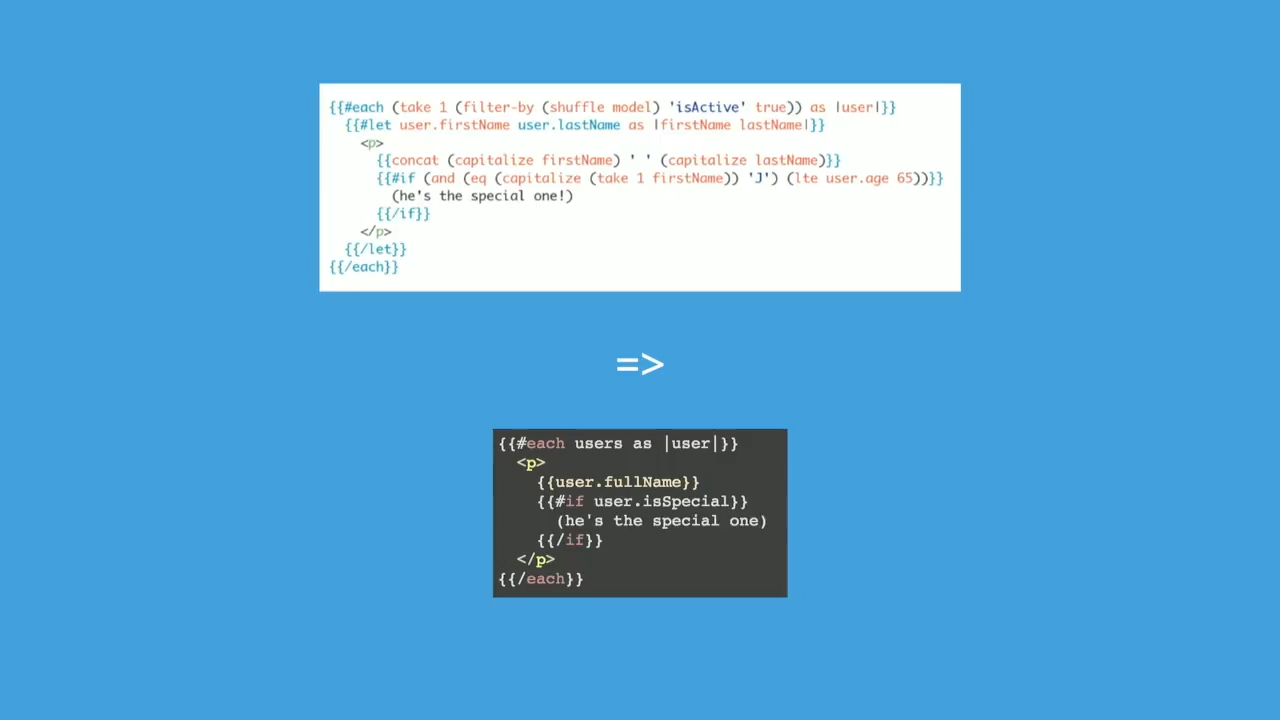 {{#each (take 1 (filter-by (shuffle model) 'isActive' true)) as |user|}}
{{#let user.firstName user.lastName as |firstName lastName|}}
<p>
{{concat (capitalize firstName) ' ' (capitalize lastName)}}
{{#if (and (eq (capitalize (take 1 firstName)) 'J') (lte user.age 65))}}
(he's the special one!)
{{/if}}
</p>
{{/let}}
{{/each}}
=>
{{#each users as |user|}}
<p>
{{user.fullName}}
{{#if user.isSpecial}}
(he's the special one)
{{/if}}
</p>
{{/each}}